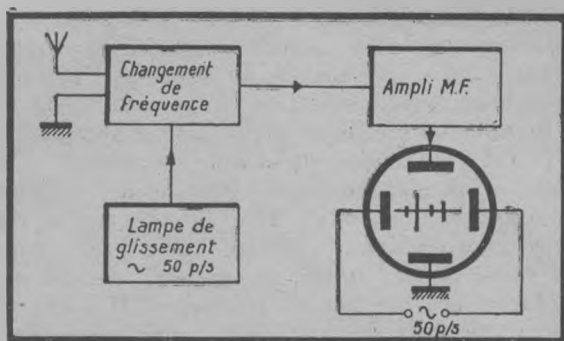 Changement
de
fréquence
Ampli M.F.
Lampe de
glissement
~ 50 p/s
~
50 p/s